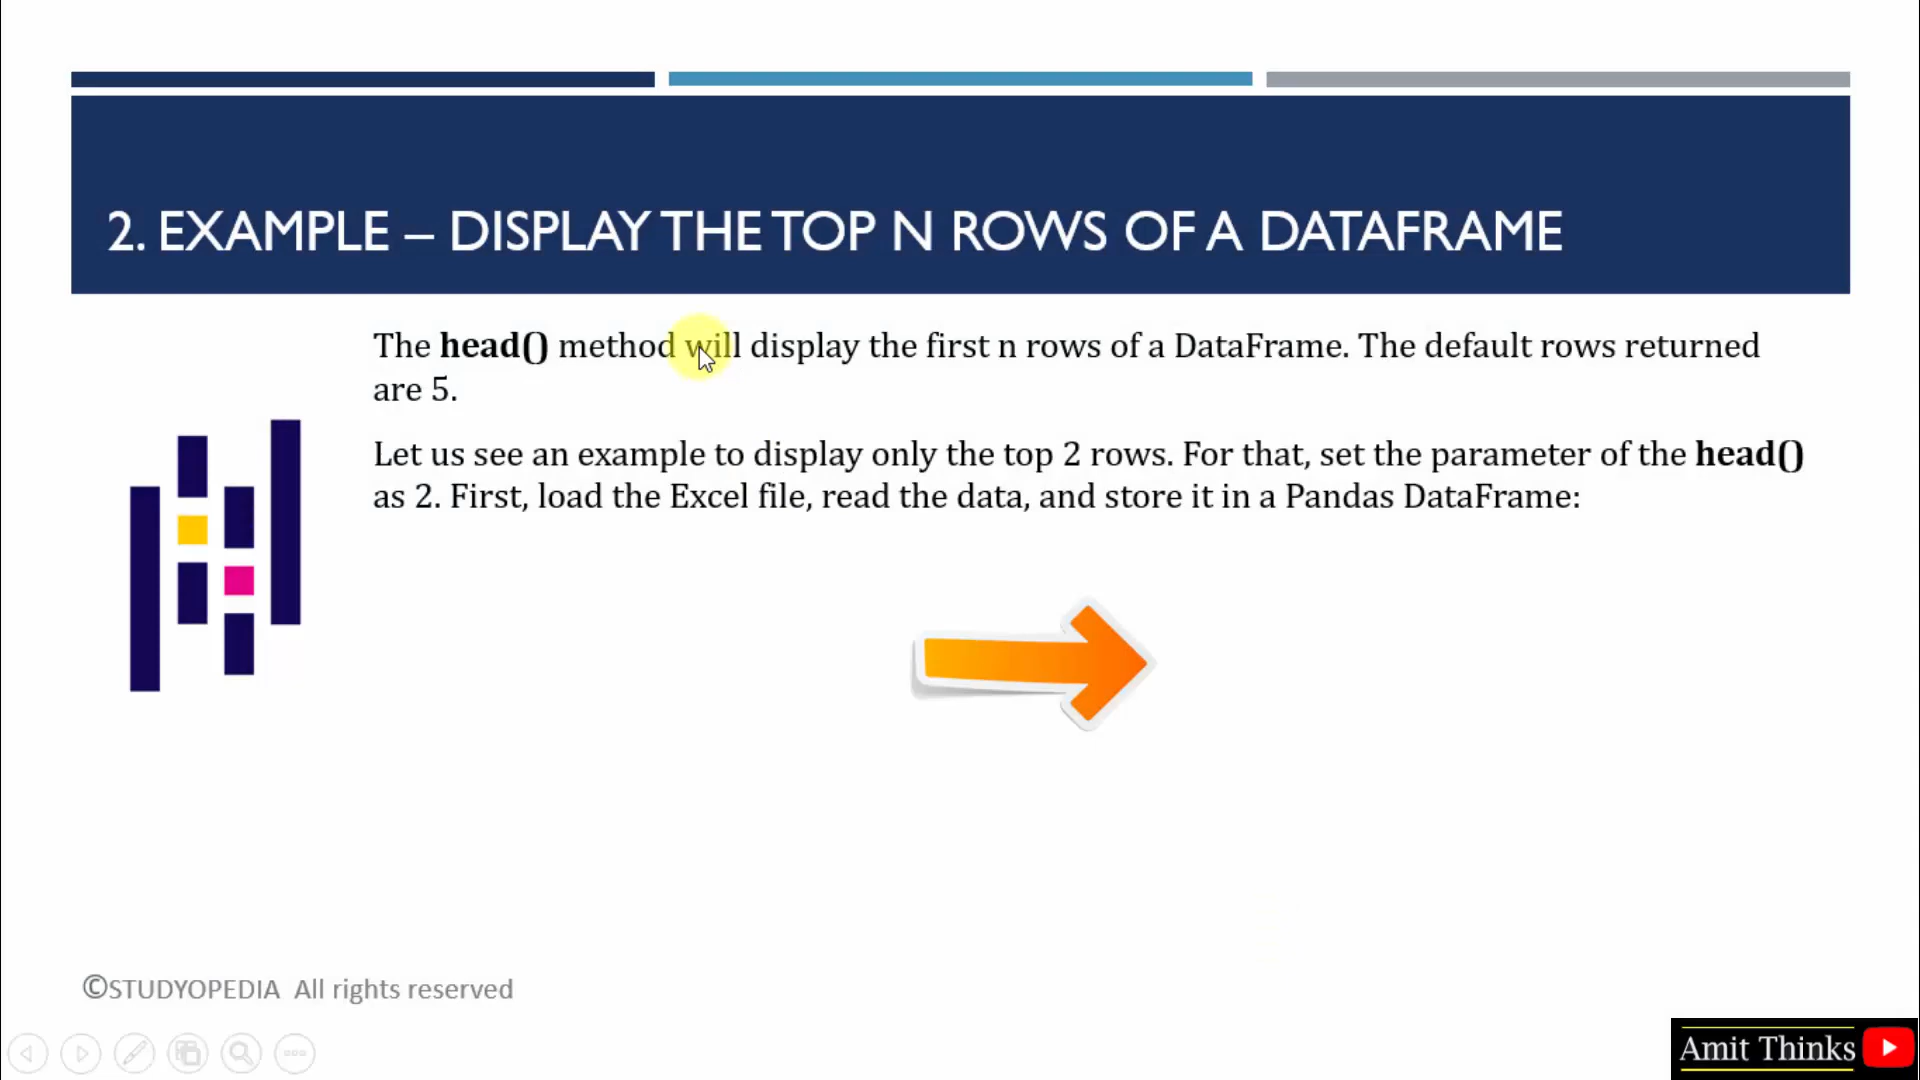 2. EXAMPLE – DISPLAY THE TOP N ROWS OF A DATAFRAME
The head() method will display the first n rows of a DataFrame. The default rows returned
are 5.
Let us see an example to display only the top 2 rows. For that, set the parameter of the head()
as 2. First, load the Excel file, read the data, and store it in a Pandas DataFrame:
©STUDYOPEDIA All rights reserved
Amit Thinks